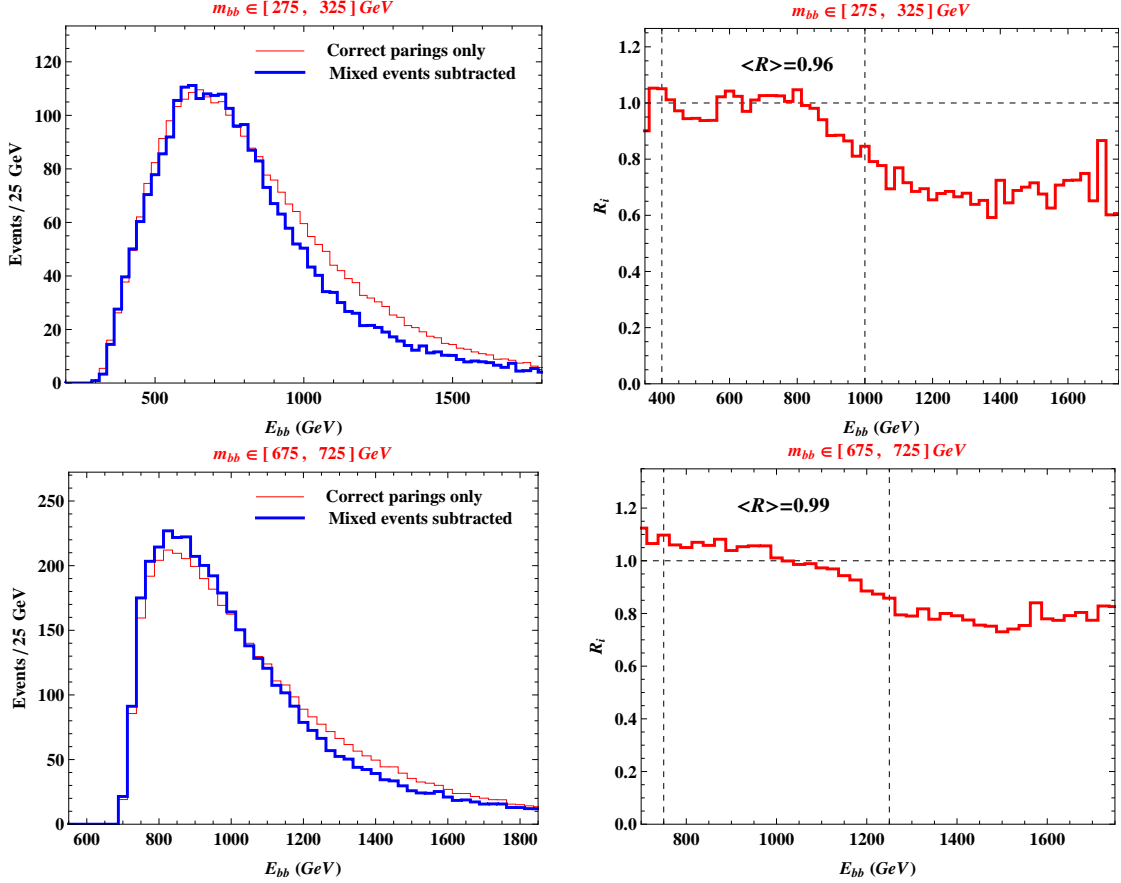 m_bb ∈ [ 275 , 325 ] GeV
Correct parings only
Mixed events subtracted
Events / 25 GeV
120
100
80
60
40
20
0
500 1000 1500
E_bb (GeV)
m_bb ∈ [ 275 , 325 ] GeV
<R>=0.96
R_i
1.2
1.0
0.8
0.6
0.4
0.2
0.0
400 600 800 1000 1200 1400 1600
E_bb (GeV)
m_bb ∈ [ 675 , 725 ] GeV
Correct parings only
Mixed events subtracted
Events / 25 GeV
250
200
150
100
50
0
600 800 1000 1200 1400 1600 1800
E_bb (GeV)
m_bb ∈ [ 675 , 725 ] GeV
<R>=0.99
R_i
1.2
1.0
0.8
0.6
0.4
0.2
0.0
800 1000 1200 1400 1600
E_bb (GeV)